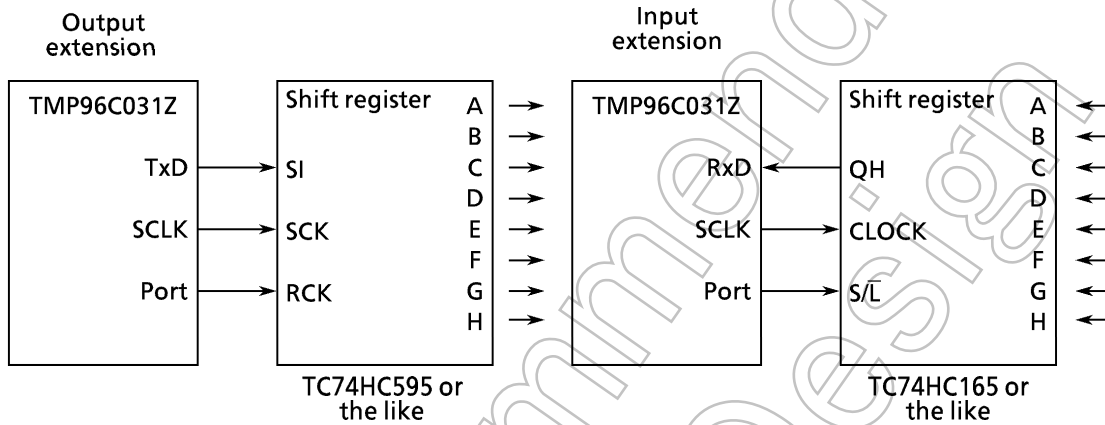 Output
extension
TMP96C031Z
TxD
SCLK
Port
Shift register
SI
SCK
RCK
A
B
C
D
E
F
G
H
TC74HC595 or
the like
Input
extension
TMP96C031Z
RxD
SCLK
Port
Shift register
QH
CLOCK
S/L̅
A
B
C
D
E
F
G
H
TC74HC165 or
the like